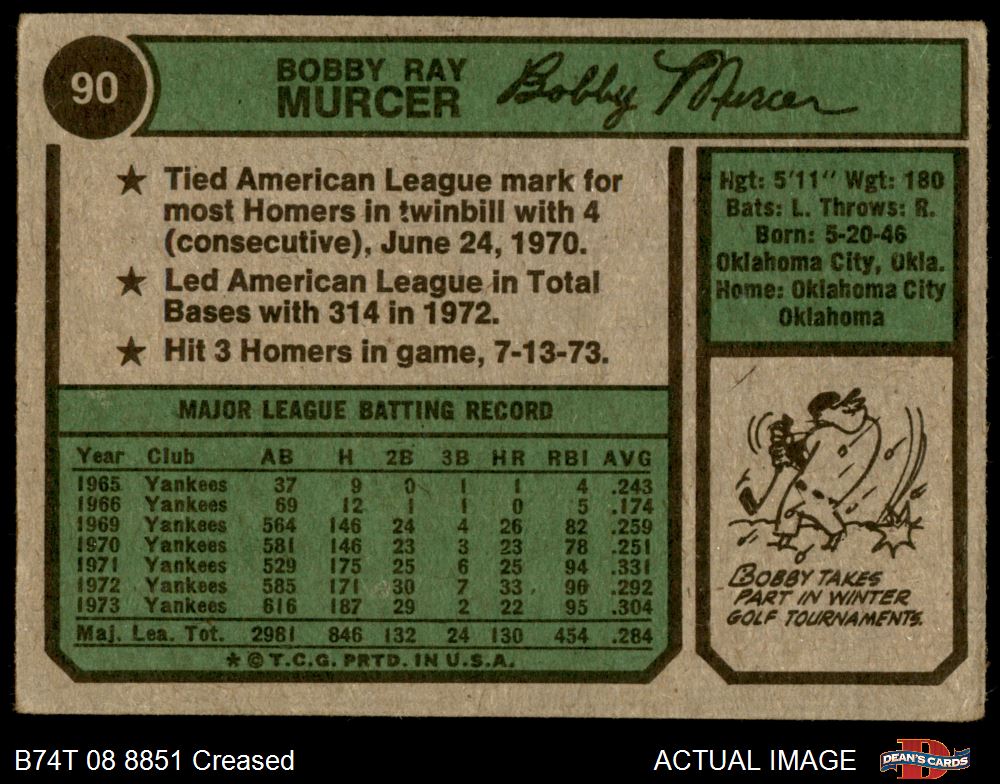 90
BOBBY RAY
MURCER
Bobby Murcer
★ Tied American League mark for
most Homers in twinbill with 4
(consecutive), June 24, 1970.
★ Led American League in Total
Bases with 314 in 1972.
★ Hit 3 Homers in game, 7-13-73.
Hgt: 5'11" Wgt: 180
Bats: L. Throws: R.
Born: 5-20-46
Oklahoma City, Okla.
Home: Oklahoma City
Oklahoma
MAJOR LEAGUE BATTING RECORD
Year Club AB H 2B 3B HR RBI AVG
1965 Yankees 37 9 0 1 1 4 .243
1966 Yankees 69 12 1 1 0 5 .174
1969 Yankees 564 146 24 4 26 82 .259
1970 Yankees 581 146 23 3 23 78 .251
1971 Yankees 529 175 25 6 25 94 .331
1972 Yankees 585 171 30 7 33 96 .292
1973 Yankees 616 187 29 2 22 95 .304
Maj. Lea. Tot. 2981 846 132 24 130 454 .284
★ © T.C.G. PRTD. IN U.S.A.
BOBBY TAKES
PART IN WINTER
GOLF TOURNAMENTS.
B74T 08 8851 Creased
ACTUAL IMAGE
DEAN'S CARDS